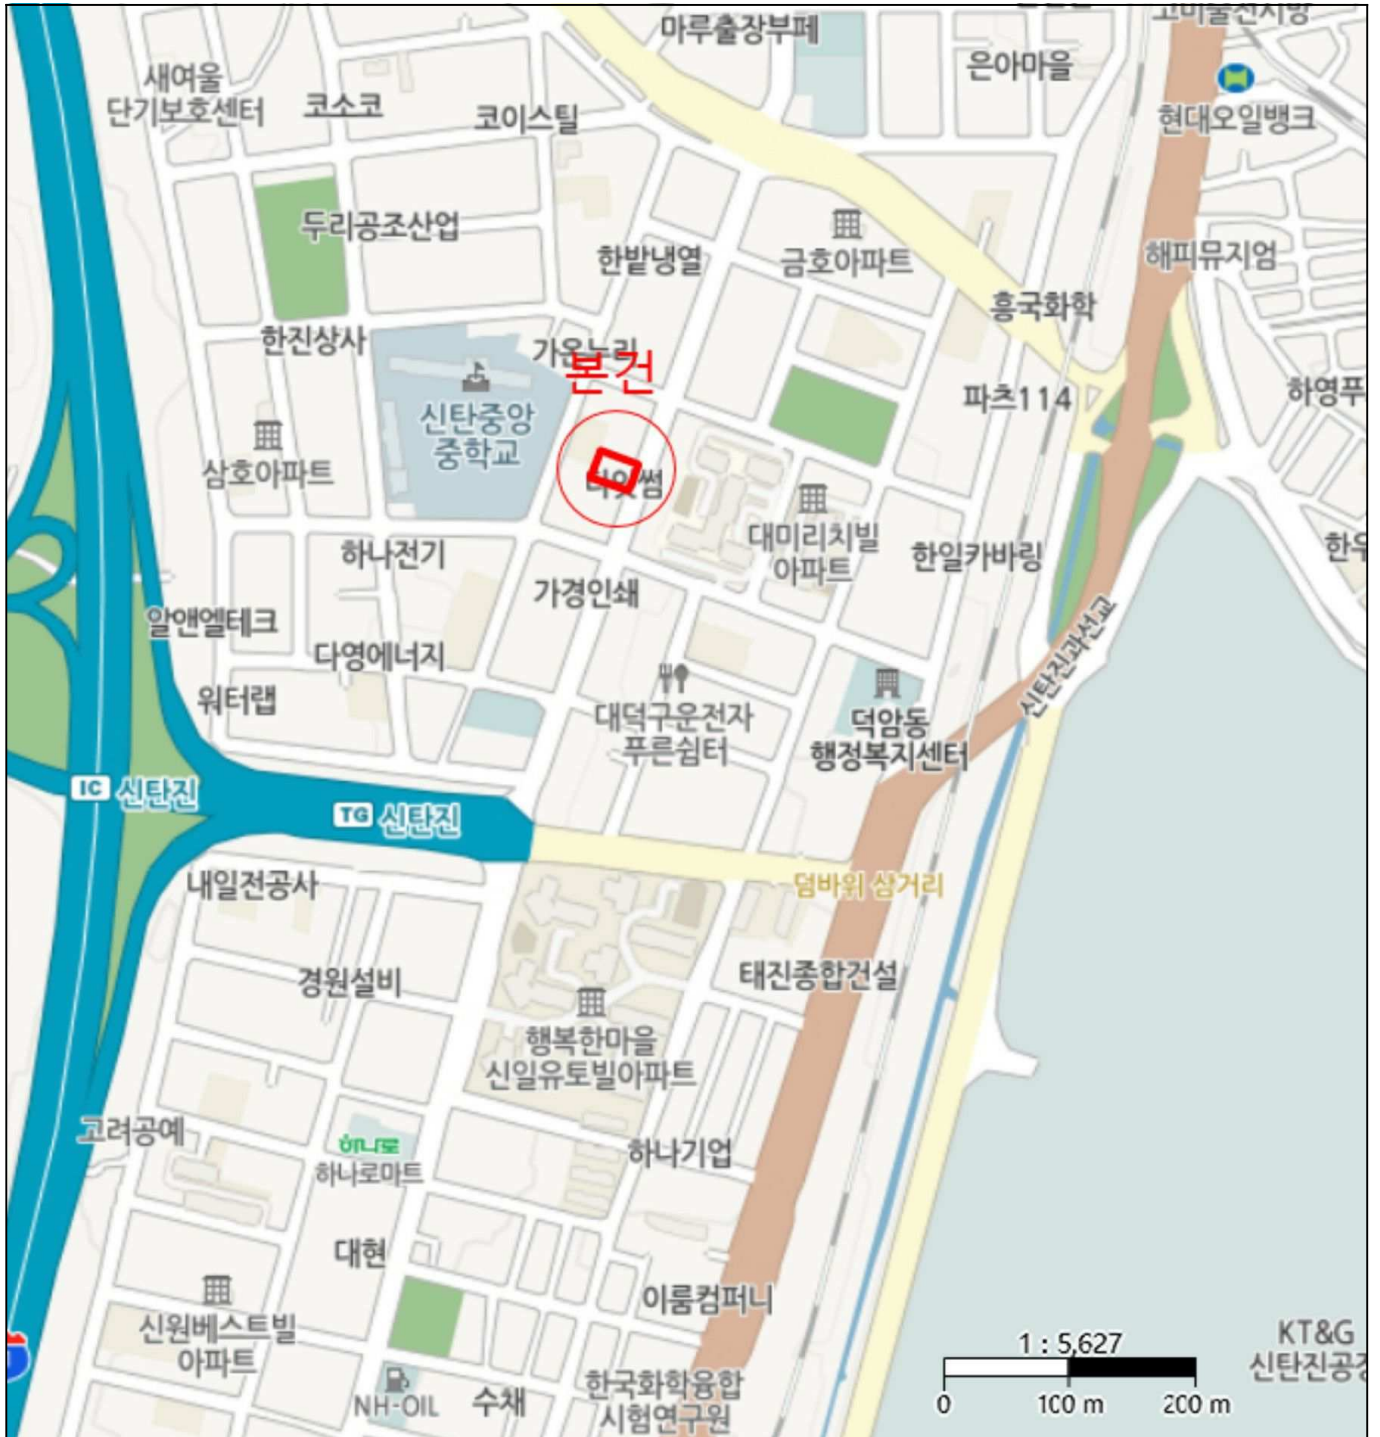 마루출장부페
은아마을
새여울
단기보호센터
코소코
코이스틸
현대오일뱅크
두리공조산업
한밭냉열
금호아파트
해피뮤지엄
흥국화학
한진상사
가온누리
본건
파츠114
하영푸
신탄중앙
중학교
삼호아파트
대미리치빌
아파트
하나전기
한일카바링
한우
가경인쇄
알앤엘테크
다영에너지
신탄진과선교
워터랩
대덕구운전자
푸른쉼터
덕암동
행정복지센터
IC 신탄진
TG 신탄진
내일전공사
덤바위 삼거리
경원설비
태진종합건설
행복한마을
신일유토빌아파트
고려공예
하나로
하나로마트
하나기업
대현
이룸컴퍼니
신원베스트빌
아파트
1 : 5,627
0 100 m 200 m
KT&G
신탄진공장
NH-OIL
수채
한국화학융합
시험연구원